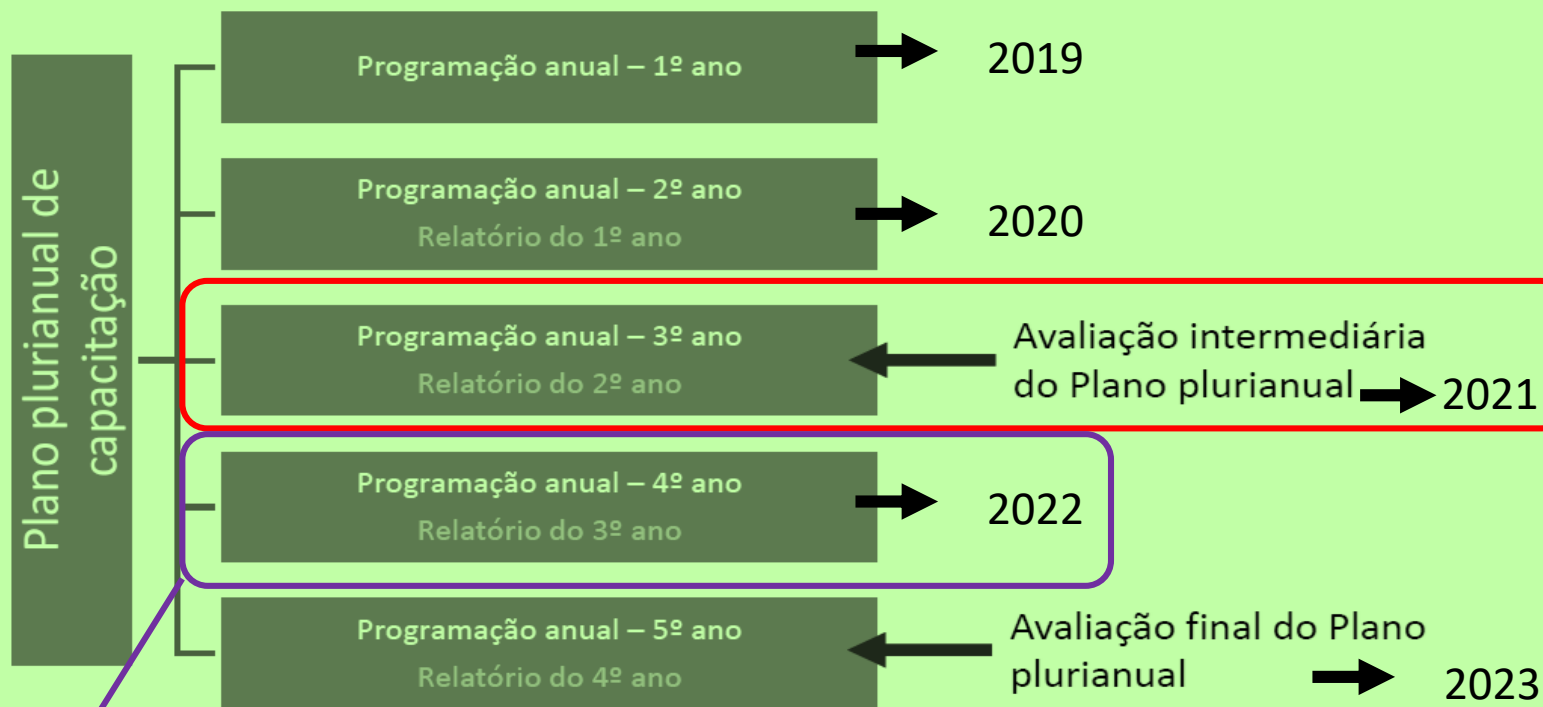 Plano plurianual de
capacitação
Programação anual – 1º ano
2019
Programação anual – 2º ano
Relatório do 1º ano
2020
Programação anual – 3º ano
Relatório do 2º ano
Avaliação intermediária
do Plano plurianual
2021
Programação anual – 4º ano
Relatório do 3º ano
2022
Programação anual – 5º ano
Relatório do 4º ano
Avaliação final do Plano
plurianual
2023